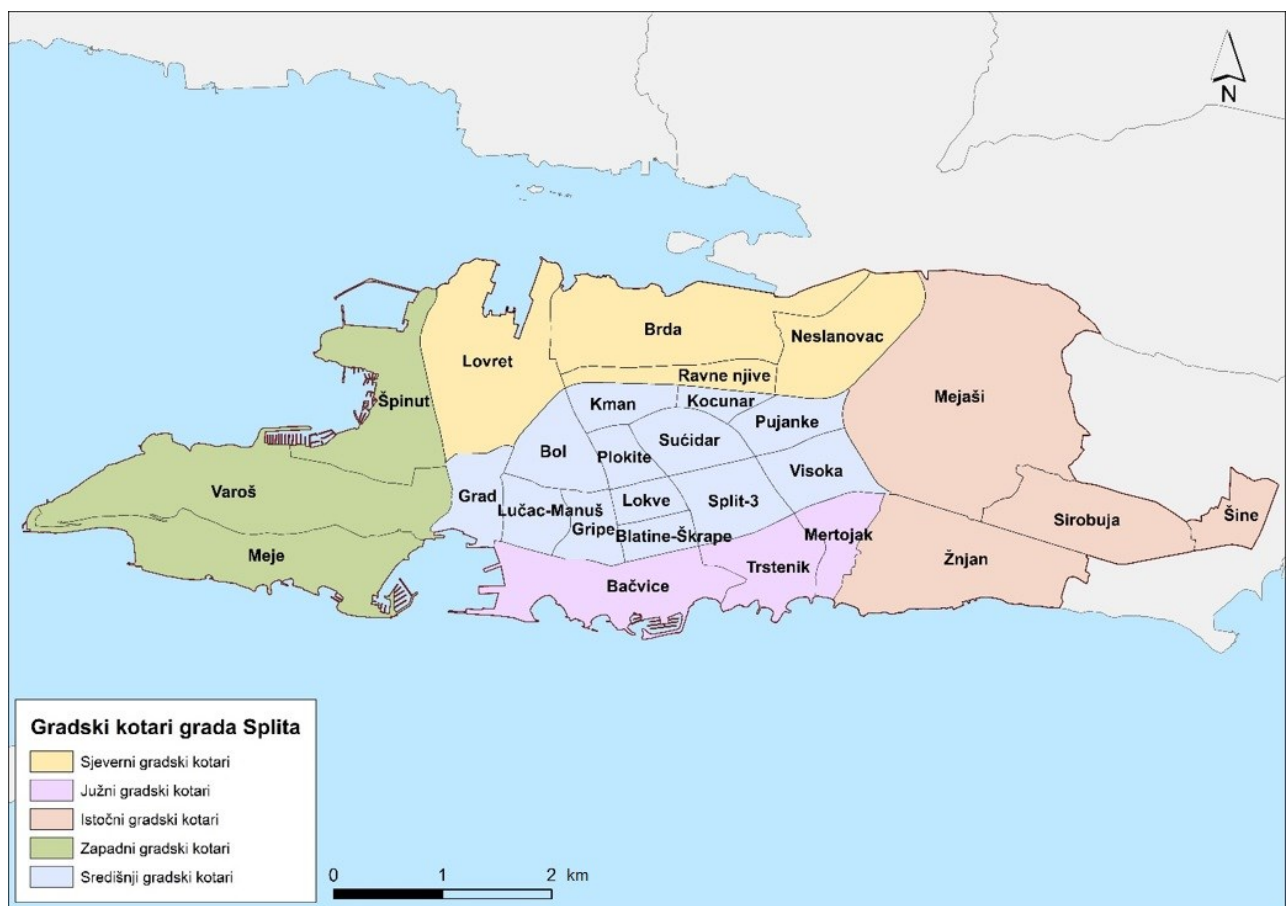 N
Brda
Neslanovac
Lovret
Ravne njive
Mejaši
Špinut
Kman
Kocunar
Pujanke
Sućidar
Bol
Plokite
Visoka
Varoš
Grad
Lučac-Manuš
Lokve
Split-3
Gripe
Blatine-Škrape
Mertojak
Sirobuja
Šine
Meje
Bačvice
Trstenik
Žnjan
Gradski kotari grada Splita
Sjeverni gradski kotari
Južni gradski kotari
Istočni gradski kotari
Zapadni gradski kotari
Središnji gradski kotari
0 1 2 km